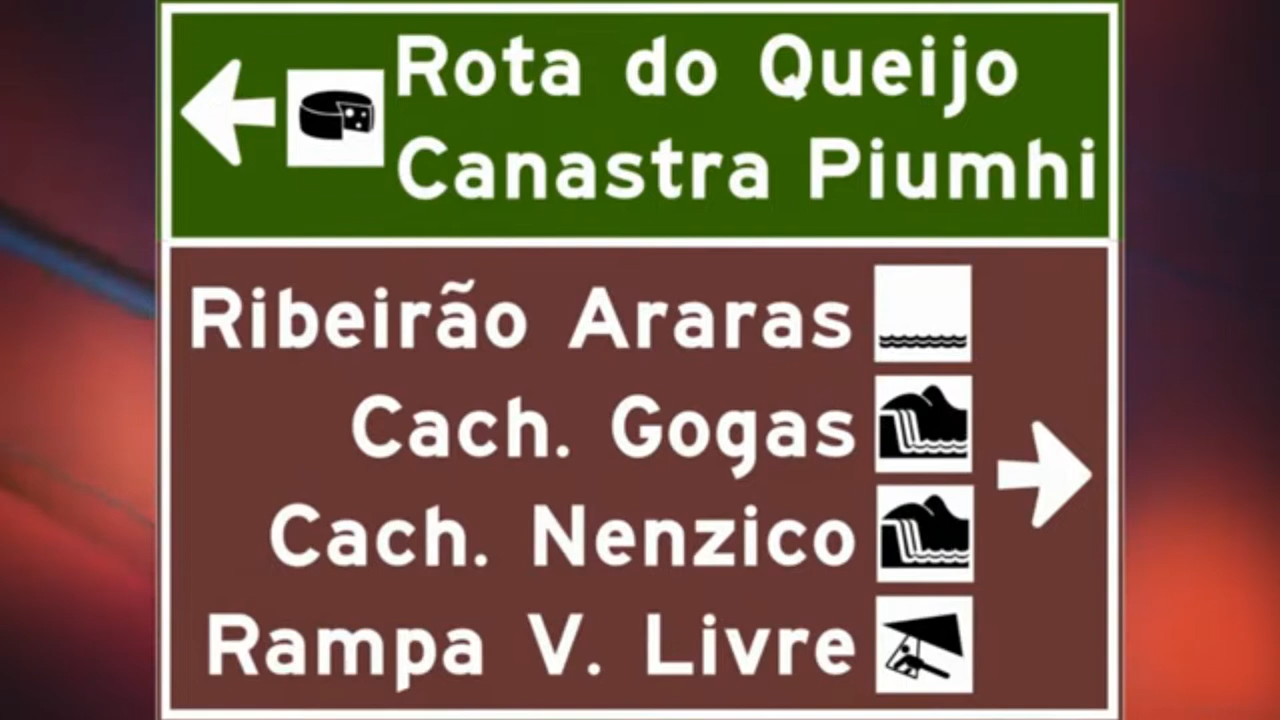 Rota do Queijo
Canastra Piumhi
Ribeirão Araras
Cach. Gogas
Cach. Nenzico
Rampa V. Livre